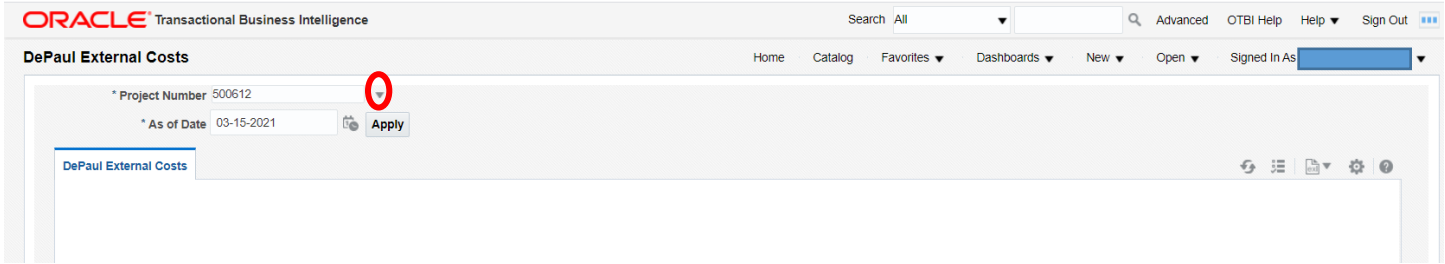 ORACLE Transactional Business Intelligence Search All Advanced OTBI Help Help Sign Out
DePaul External Costs Home Catalog Favorites Dashboards New Open Signed In As
* Project Number 500612
* As of Date 03-15-2021 Apply
DePaul External Costs